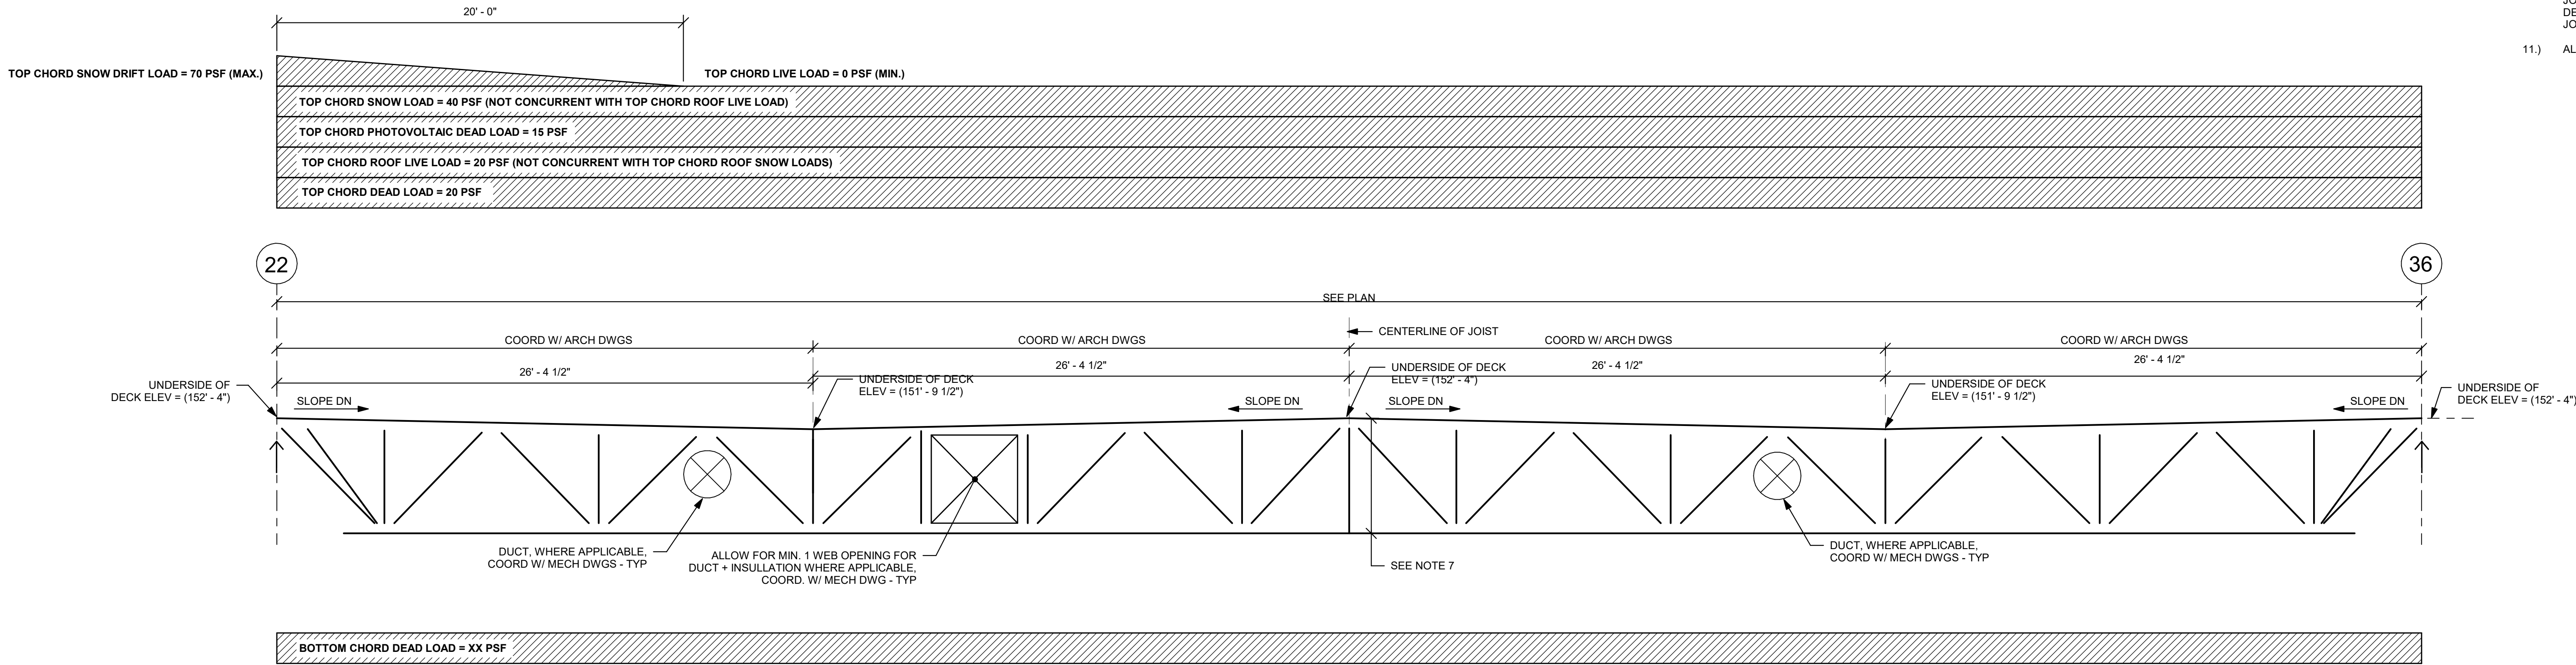 20' - 0"
JO
DE
JO
11.) AL
TOP CHORD SNOW DRIFT LOAD = 70 PSF (MAX.)
TOP CHORD LIVE LOAD = 0 PSF (MIN.)
TOP CHORD SNOW LOAD = 40 PSF (NOT CONCURRENT WITH TOP CHORD ROOF LIVE LOAD)
TOP CHORD PHOTOVOLTAIC DEAD LOAD = 15 PSF
TOP CHORD ROOF LIVE LOAD = 20 PSF (NOT CONCURRENT WITH TOP CHORD ROOF SNOW LOADS)
TOP CHORD DEAD LOAD = 20 PSF
22
36
SEE PLAN
CENTERLINE OF JOIST
COORD W/ ARCH DWGS
COORD W/ ARCH DWGS
COORD W/ ARCH DWGS
COORD W/ ARCH DWGS
26' - 4 1/2"
26' - 4 1/2"
26' - 4 1/2"
26' - 4 1/2"
UNDERSIDE OF
DECK ELEV = (152' - 4")
UNDERSIDE OF DECK
ELEV = (151' - 9 1/2")
UNDERSIDE OF DECK
ELEV = (152' - 4")
UNDERSIDE OF DECK
ELEV = (151' - 9 1/2")
UNDERSIDE OF
DECK ELEV = (152' - 4")
SLOPE DN
SLOPE DN
SLOPE DN
SLOPE DN
DUCT, WHERE APPLICABLE,
COORD W/ MECH DWGS - TYP
ALLOW FOR MIN. 1 WEB OPENING FOR
DUCT + INSULLATION WHERE APPLICABLE,
COORD. W/ MECH DWG - TYP
SEE NOTE 7
DUCT, WHERE APPLICABLE,
COORD W/ MECH DWGS - TYP
BOTTOM CHORD DEAD LOAD = XX PSF